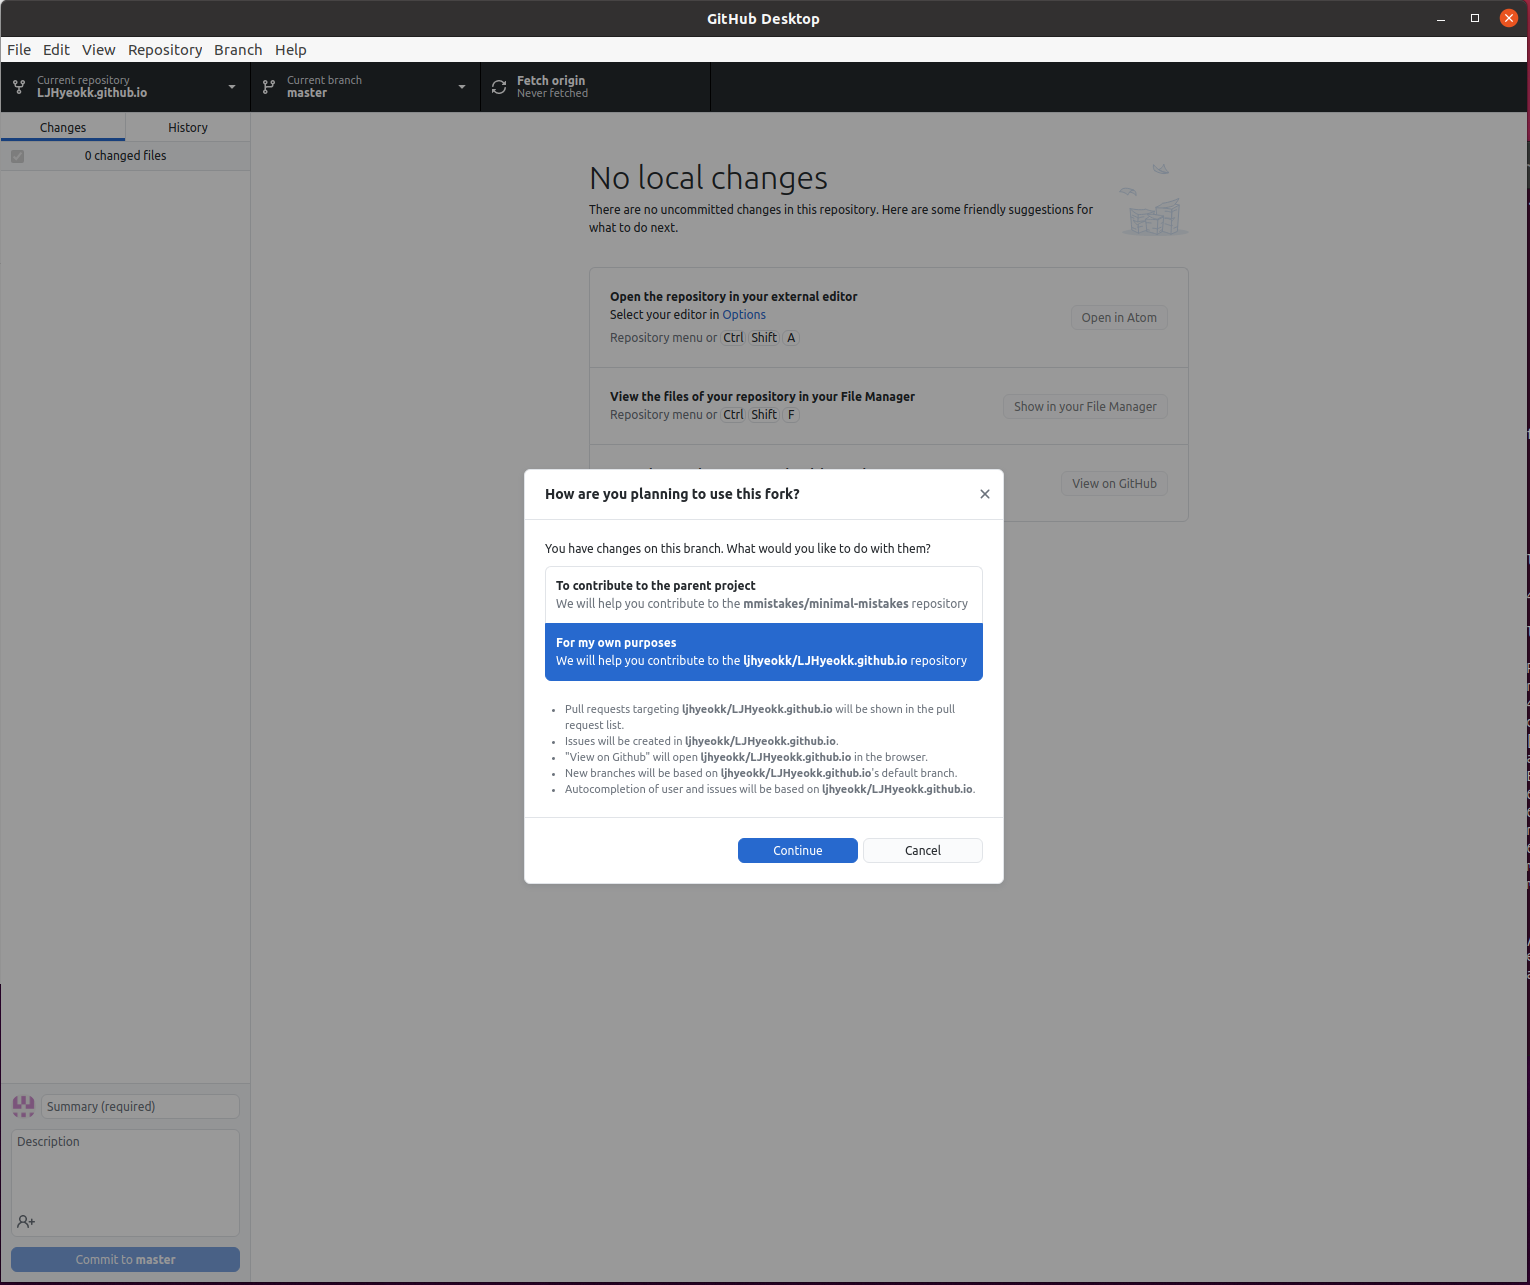 GitHub Desktop
File Edit View Repository Branch Help
Current repository
LJHyeokk.github.io
Current branch
master
Fetch origin
Never fetched
Changes
History
0 changed files
No local changes
There are no uncommitted changes in this repository. Here are some friendly suggestions for
what to do next.
Open the repository in your external editor
Select your editor in Options
Repository menu or Ctrl Shift A
Open in Atom
View the files of your repository in your File Manager
Repository menu or Ctrl Shift F
Show in your File Manager
View on GitHub
How are you planning to use this fork?
You have changes on this branch. What would you like to do with them?
To contribute to the parent project
We will help you contribute to the mmistakes/minimal-mistakes repository
For my own purposes
We will help you contribute to the ljhyeokk/LJHyeokk.github.io repository
• Pull requests targeting ljhyeokk/LJHyeokk.github.io will be shown in the pull
request list.
• Issues will be created in ljhyeokk/LJHyeokk.github.io.
• "View on Github" will open ljhyeokk/LJHyeokk.github.io in the browser.
• New branches will be based on ljhyeokk/LJHyeokk.github.io's default branch.
• Autocompletion of user and issues will be based on ljhyeokk/LJHyeokk.github.io.
Continue
Cancel
Summary (required)
Description
Commit to master